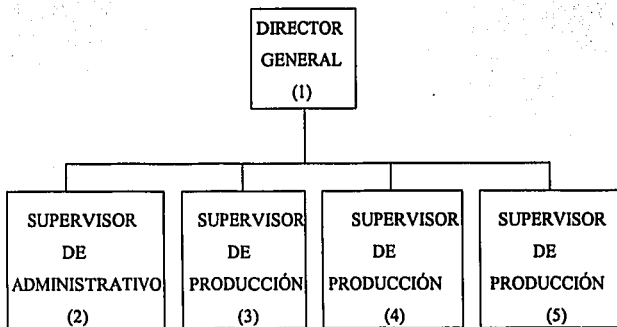 DIRECTOR
GENERAL
(1)
SUPERVISOR
DE
ADMINISTRATIVO
(2)
SUPERVISOR
DE
PRODUCCIÓN
(3)
SUPERVISOR
DE
PRODUCCIÓN
(4)
SUPERVISOR
DE
PRODUCCIÓN
(5)